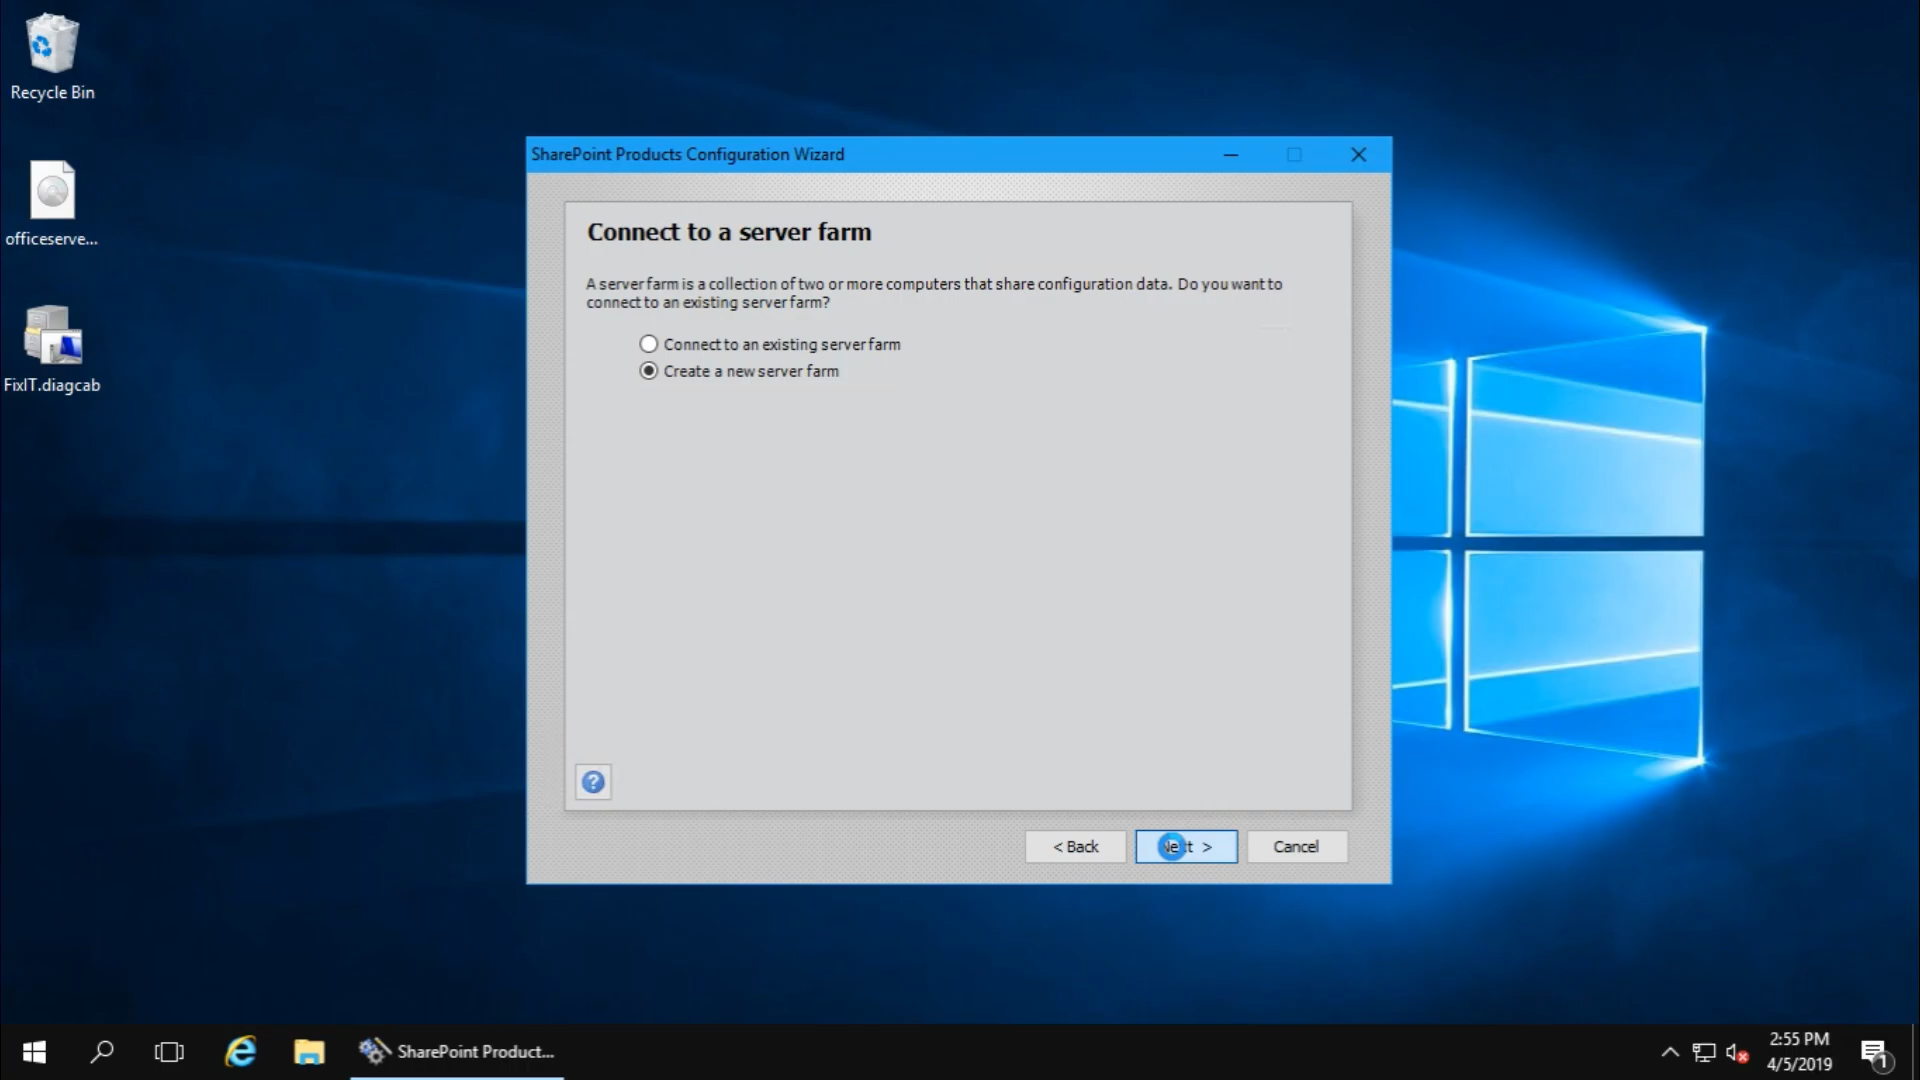 Recycle Bin
officeserve...
FixIT.diagcab
SharePoint Products Configuration Wizard
Connect to a server farm
A server farm is a collection of two or more computers that share configuration data. Do you want to
connect to an existing server farm?
Connect to an existing server farm
Create a new server farm
?
< Back
Next >
Cancel
SharePoint Product...
2:55 PM
4/5/2019
1